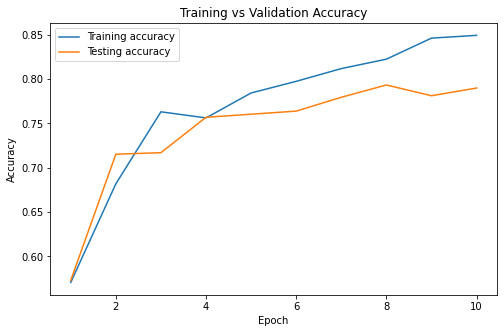 Training vs Validation Accuracy
Training accuracy
Testing accuracy
0.85
0.80
0.75
0.70
0.65
0.60
Accuracy
2 4 6 8 10
Epoch